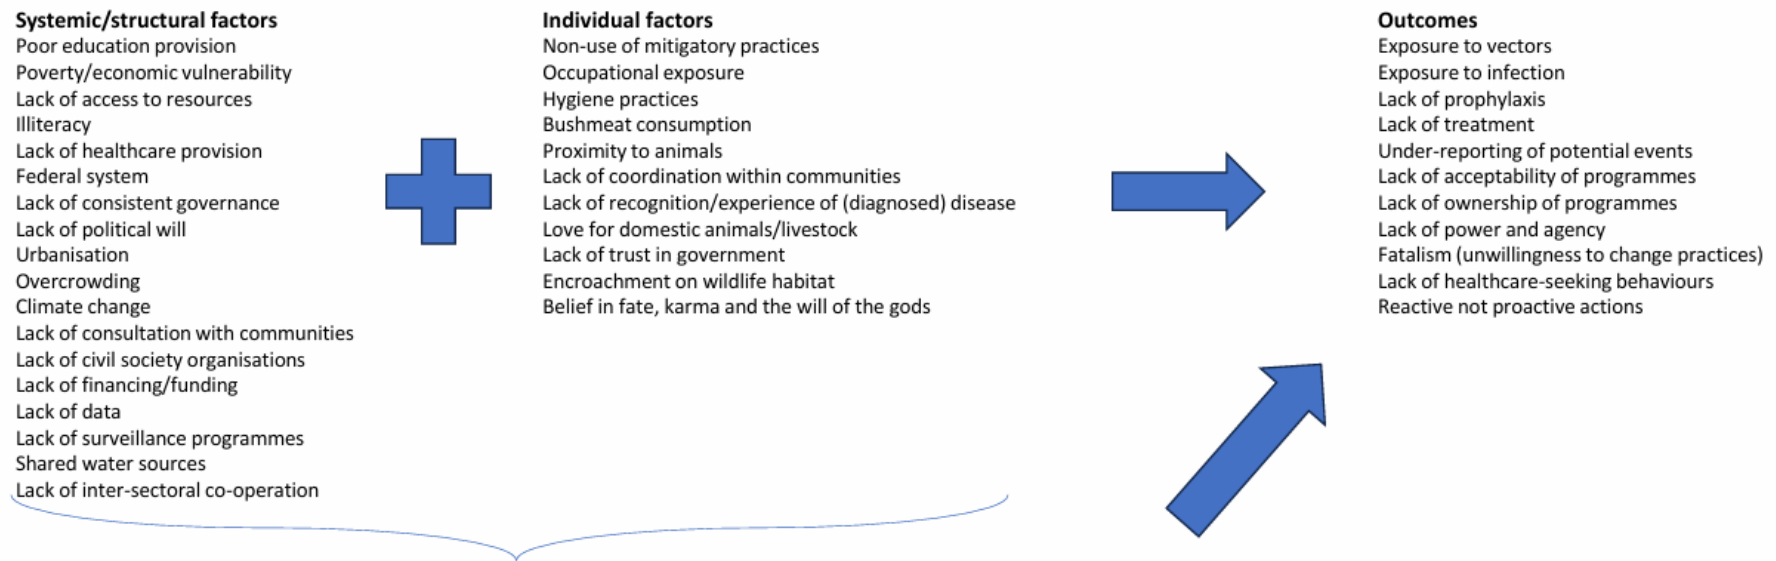 Systemic/structural factors
Poor education provision
Poverty/economic vulnerability
Lack of access to resources
Illiteracy
Lack of healthcare provision
Federal system
Lack of consistent governance
Lack of political will
Urbanisation
Overcrowding
Climate change
Lack of consultation with communities
Lack of civil society organisations
Lack of financing/funding
Lack of data
Lack of surveillance programmes
Shared water sources
Lack of inter-sectoral co-operation
Individual factors
Non-use of mitigatory practices
Occupational exposure
Hygiene practices
Bushmeat consumption
Proximity to animals
Lack of coordination within communities
Lack of recognition/experience of (diagnosed) disease
Love for domestic animals/livestock
Lack of trust in government
Encroachment on wildlife habitat
Belief in fate, karma and the will of the gods
Outcomes
Exposure to vectors
Exposure to infection
Lack of prophylaxis
Lack of treatment
Under-reporting of potential events
Lack of acceptability of programmes
Lack of ownership of programmes
Lack of power and agency
Fatalism (unwillingness to change practices)
Lack of healthcare-seeking behaviours
Reactive not proactive actions